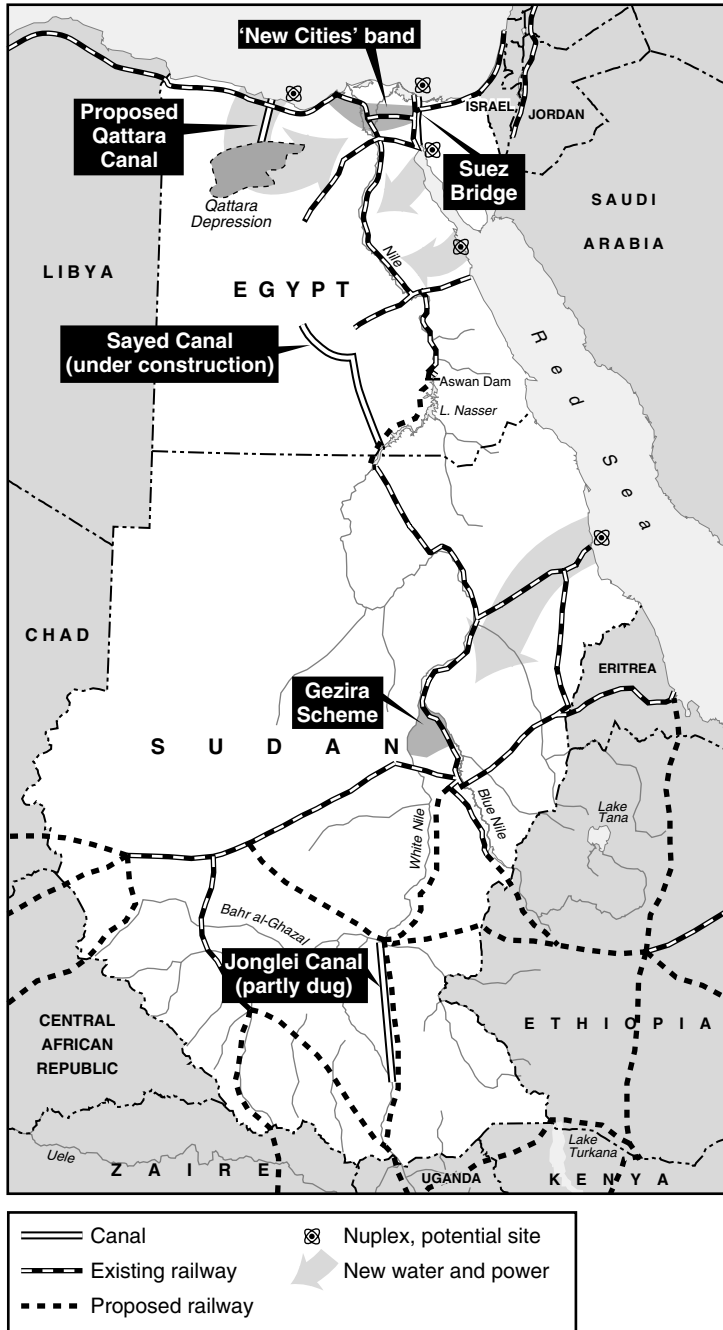 'New Cities' band
Proposed
Qattara
Canal
ISRAEL
JORDAN
Suez
Bridge
Qattara
Depression
SAUDI
ARABIA
LIBYA
Nile
EGYPT
Sayed Canal
(under construction)
Aswan Dam
L. Nasser
Red Sea
CHAD
ERITREA
Gezira
Scheme
SUDAN
Blue Nile
White Nile
Lake
Tana
Bahr al-Ghazal
Jonglei Canal
(partly dug)
CENTRAL
AFRICAN
REPUBLIC
ETHIOPIA
Uele
ZAIRE
UGANDA
Lake
Turkana
KENYA
Canal
Nuplex, potential site
Existing railway
New water and power
Proposed railway